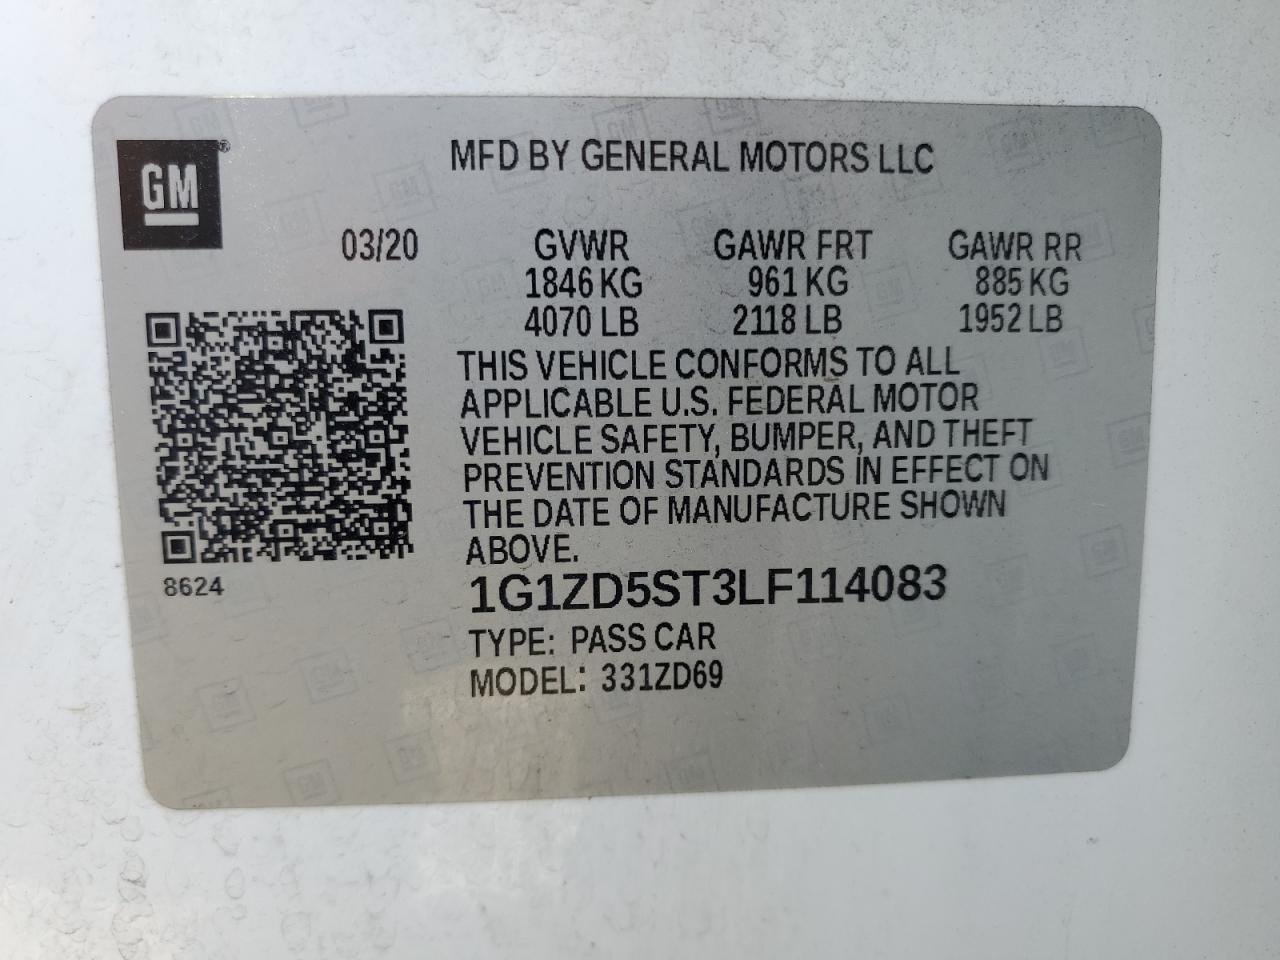 GM
MFD BY GENERAL MOTORS LLC
03/20 GVWR GAWR FRT GAWR RR
1846 KG 961 KG 885 KG
4070 LB 2118 LB 1952 LB
THIS VEHICLE CONFORMS TO ALL
APPLICABLE U.S. FEDERAL MOTOR
VEHICLE SAFETY, BUMPER, AND THEFT
PREVENTION STANDARDS IN EFFECT ON
THE DATE OF MANUFACTURE SHOWN
ABOVE.
8624
1G1ZD5ST3LF114083
TYPE: PASS CAR
MODEL: 331ZD69